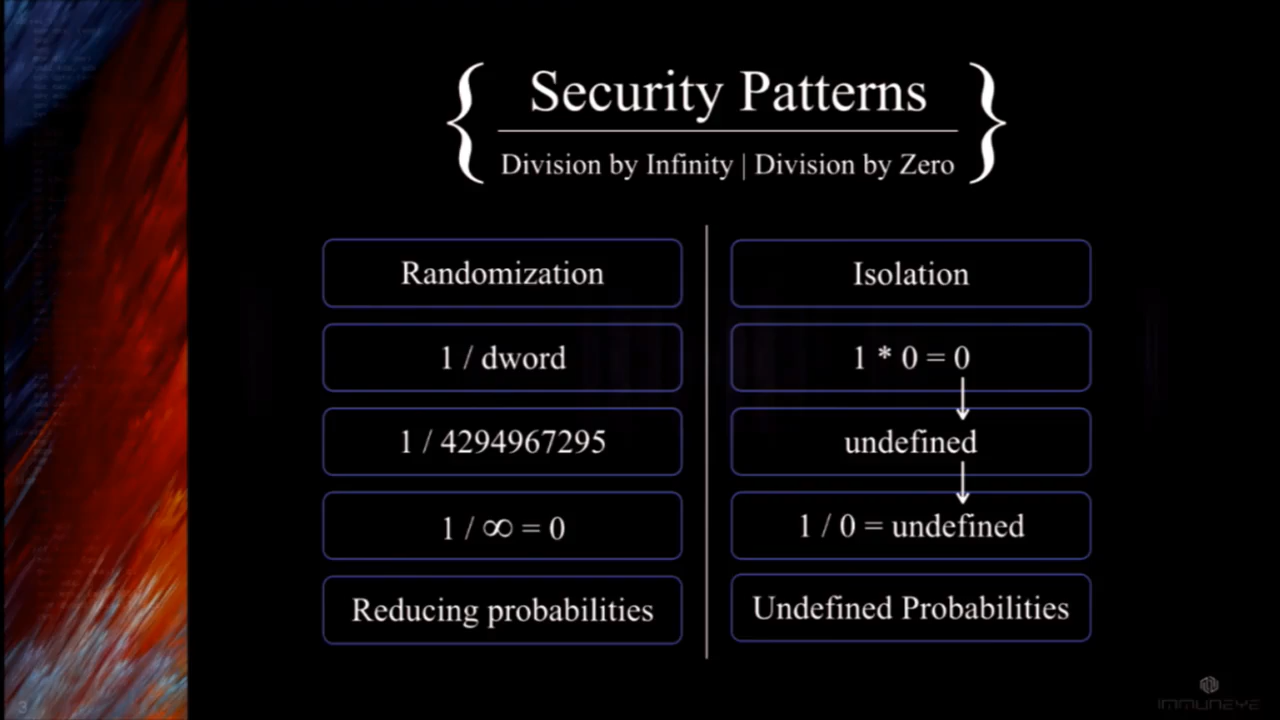 Security Patterns
Division by Infinity | Division by Zero
Randomization
1 / dword
1 / 4294967295
1 / ∞ = 0
Reducing probabilities
Isolation
1 * 0 = 0
undefined
1 / 0 = undefined
Undefined Probabilities
3
IMMUNEYE